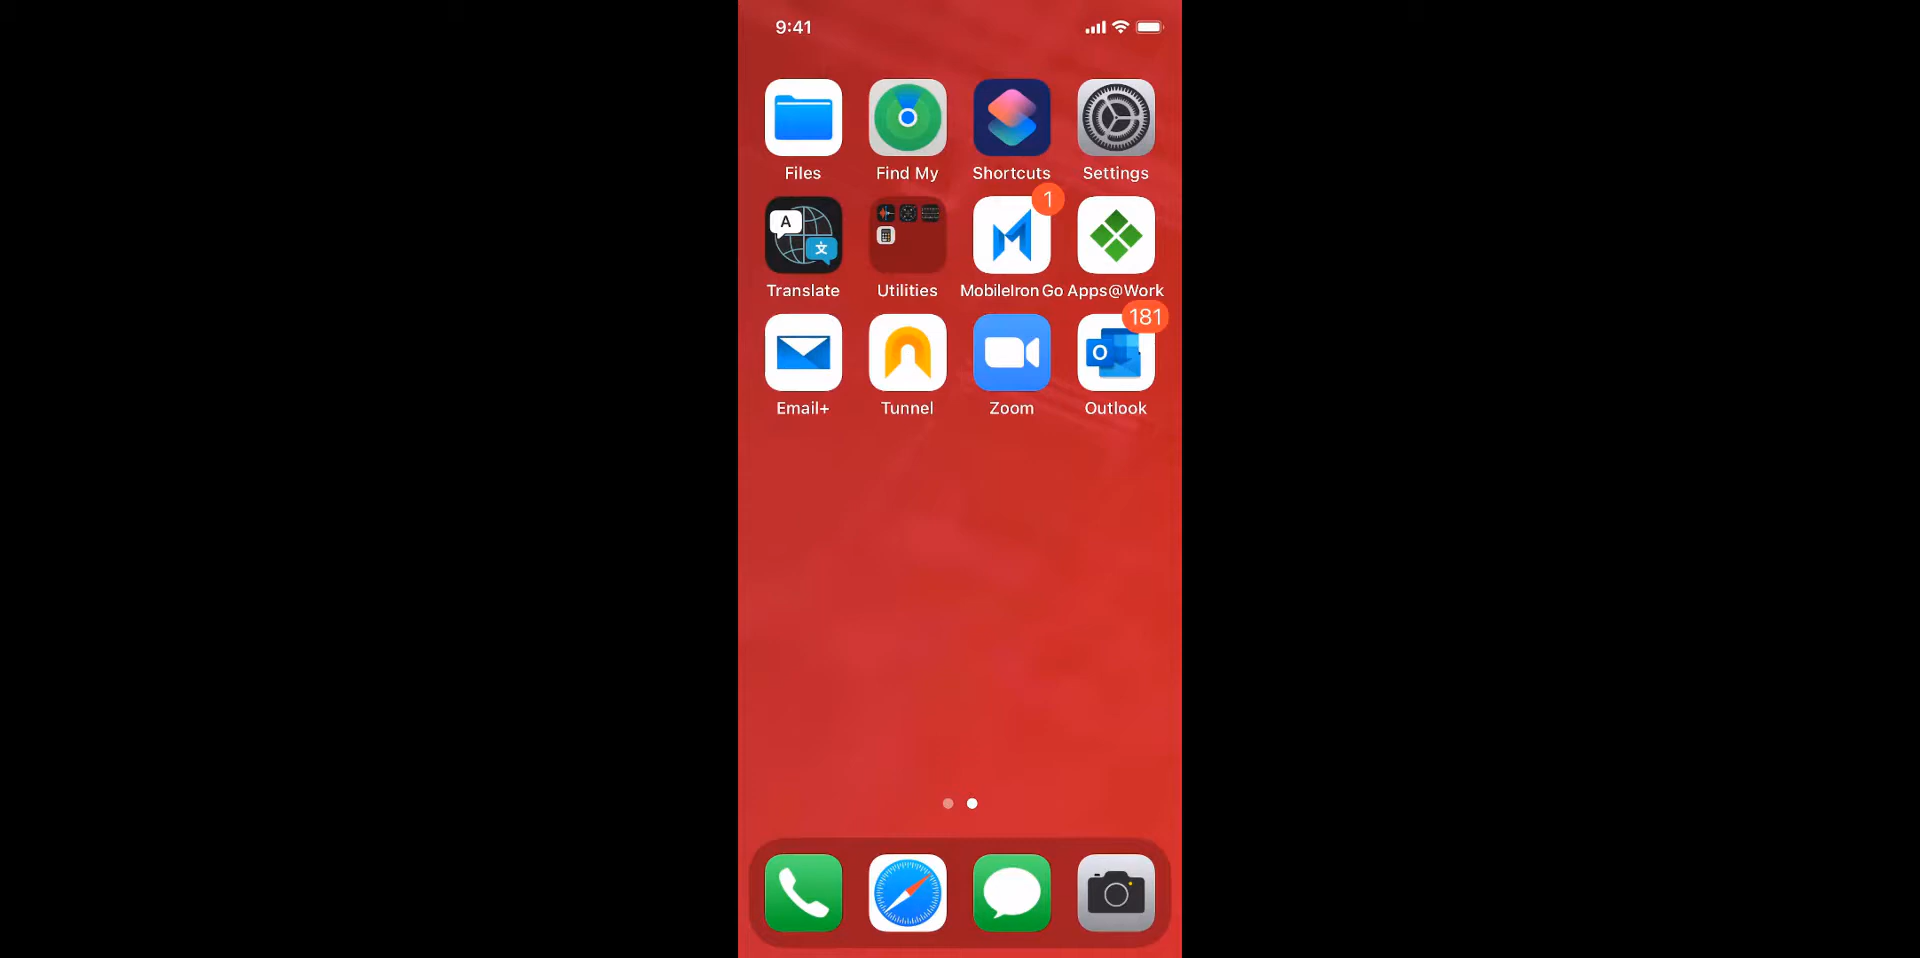 9:41
Files Find My Shortcuts Settings
A 文 1
Translate Utilities MobileIron Go Apps@Work
181
O
Email+ Tunnel Zoom Outlook